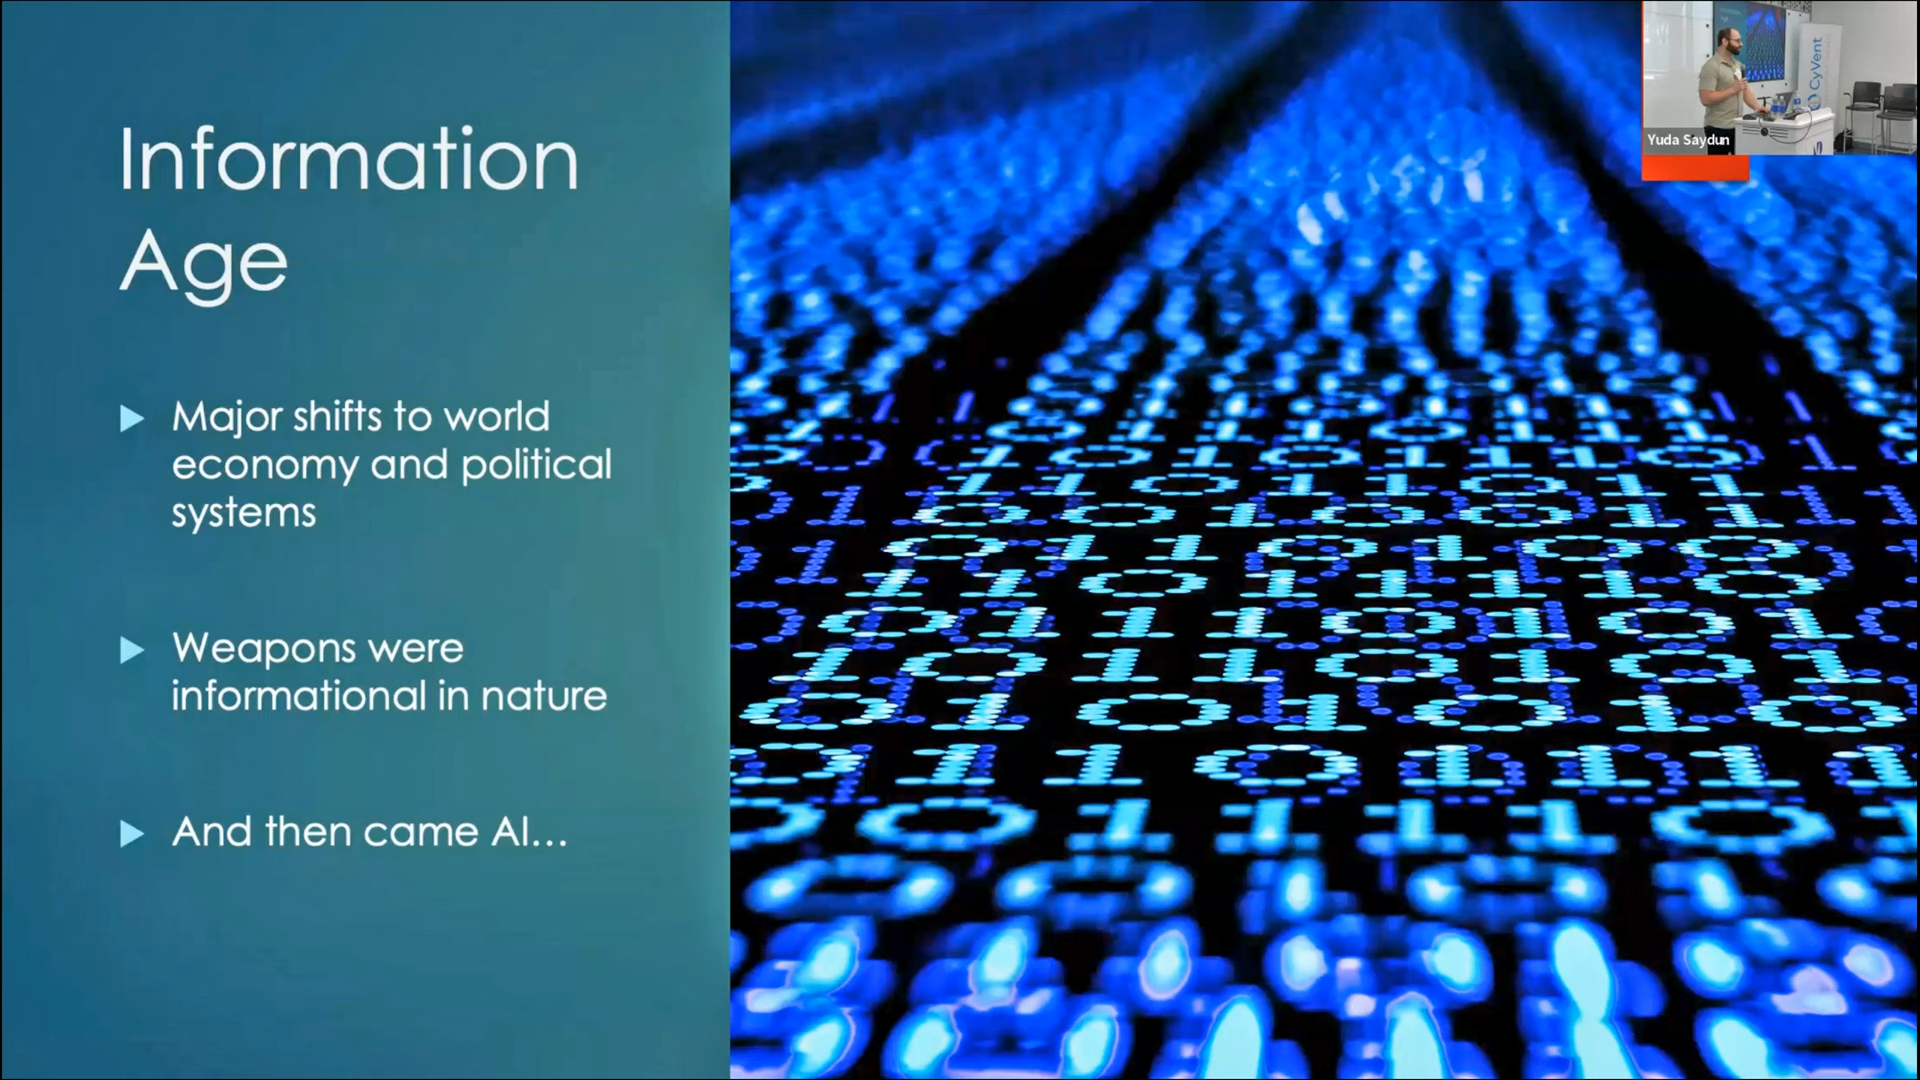 Information
Age
Major shifts to world
economy and political
systems
Weapons were
informational in nature
And then came AI...
CyVent
Yuda Saydun